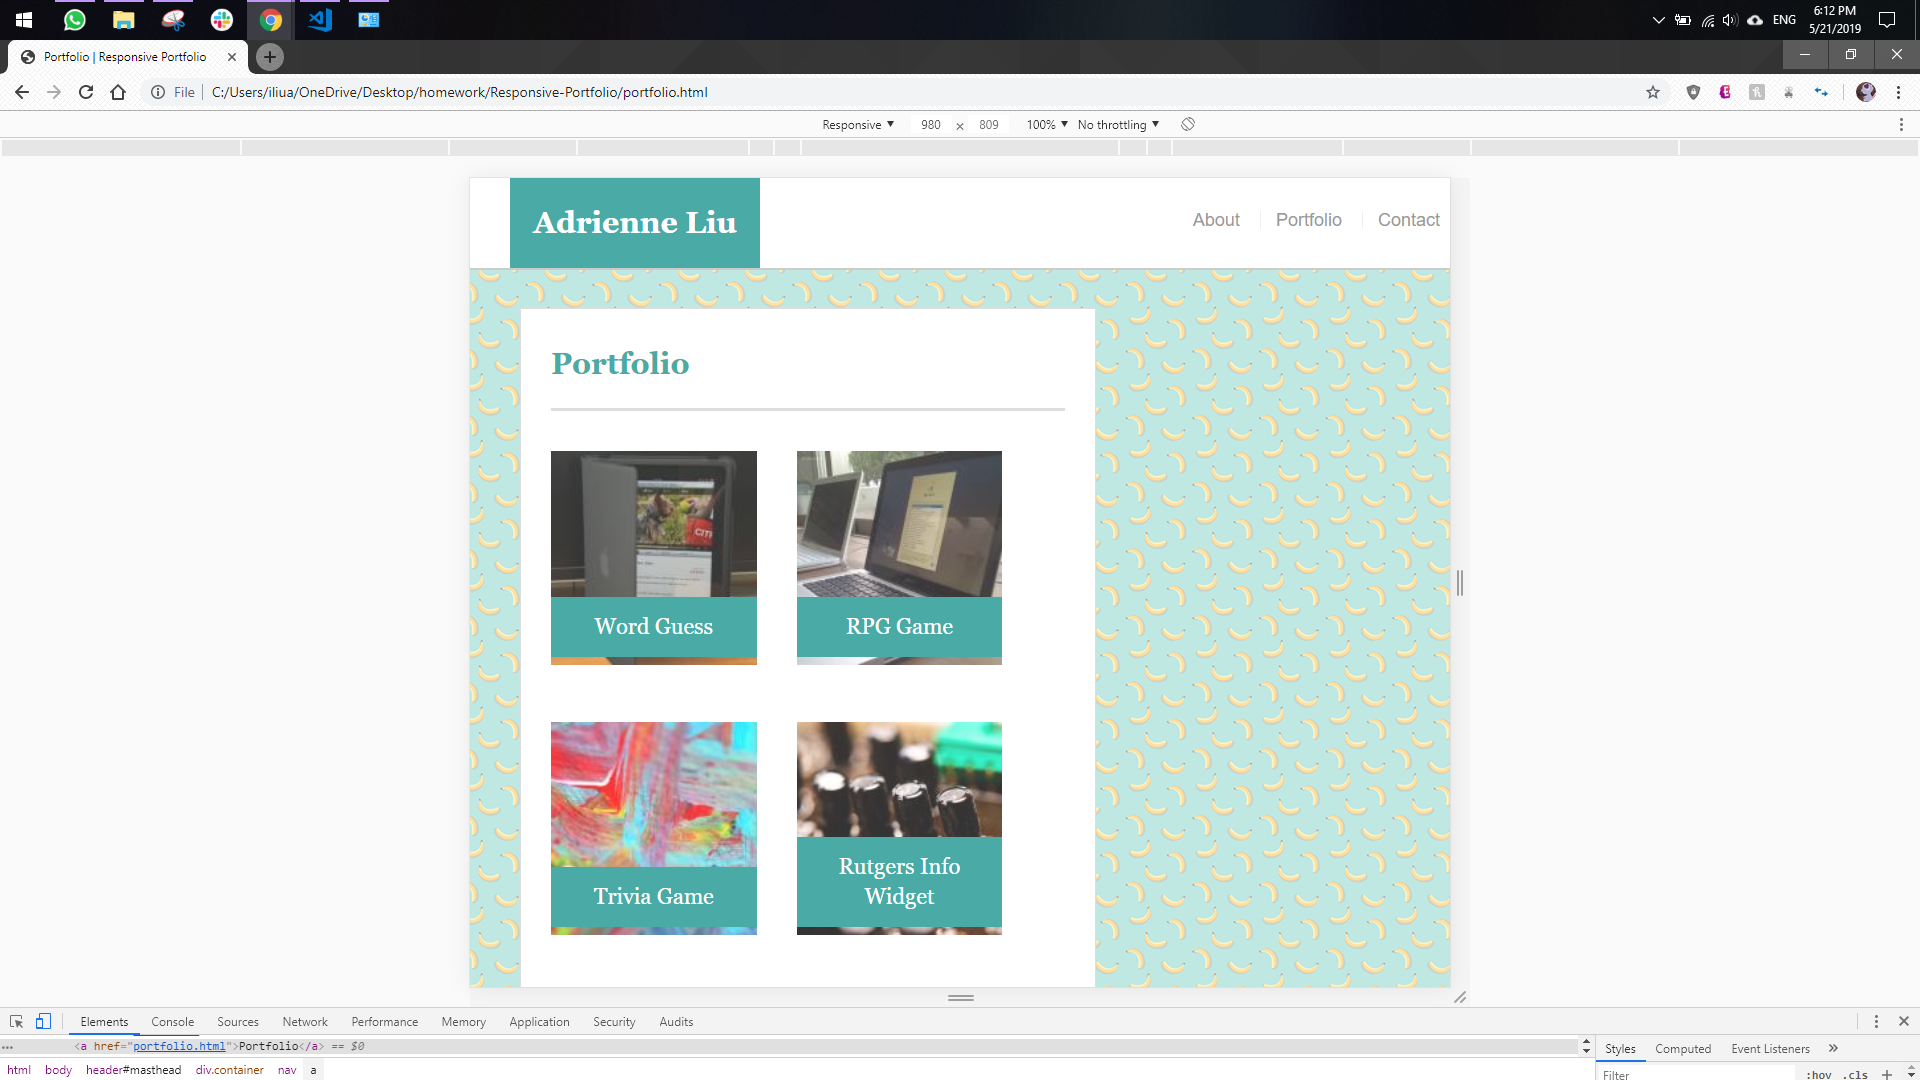 ENG
6:12 PM
5/21/2019
Portfolio | Responsive Portfolio
File
C:/Users/iliua/OneDrive/Desktop/homework/Responsive-Portfolio/portfolio.html
Responsive ▼ 980 × 809 100% ▼ No throttling ▼
Adrienne Liu
About Portfolio Contact
Portfolio
CITI
Word Guess
RPG Game
Trivia Game
Rutgers Info
Widget
Elements Console Sources Network Performance Memory Application Security Audits
... <a href="portfolio.html">Portfolio</a> == $0
Styles Computed Event Listeners »
html body header#masthead div.container nav a
Filter :hov .cls +